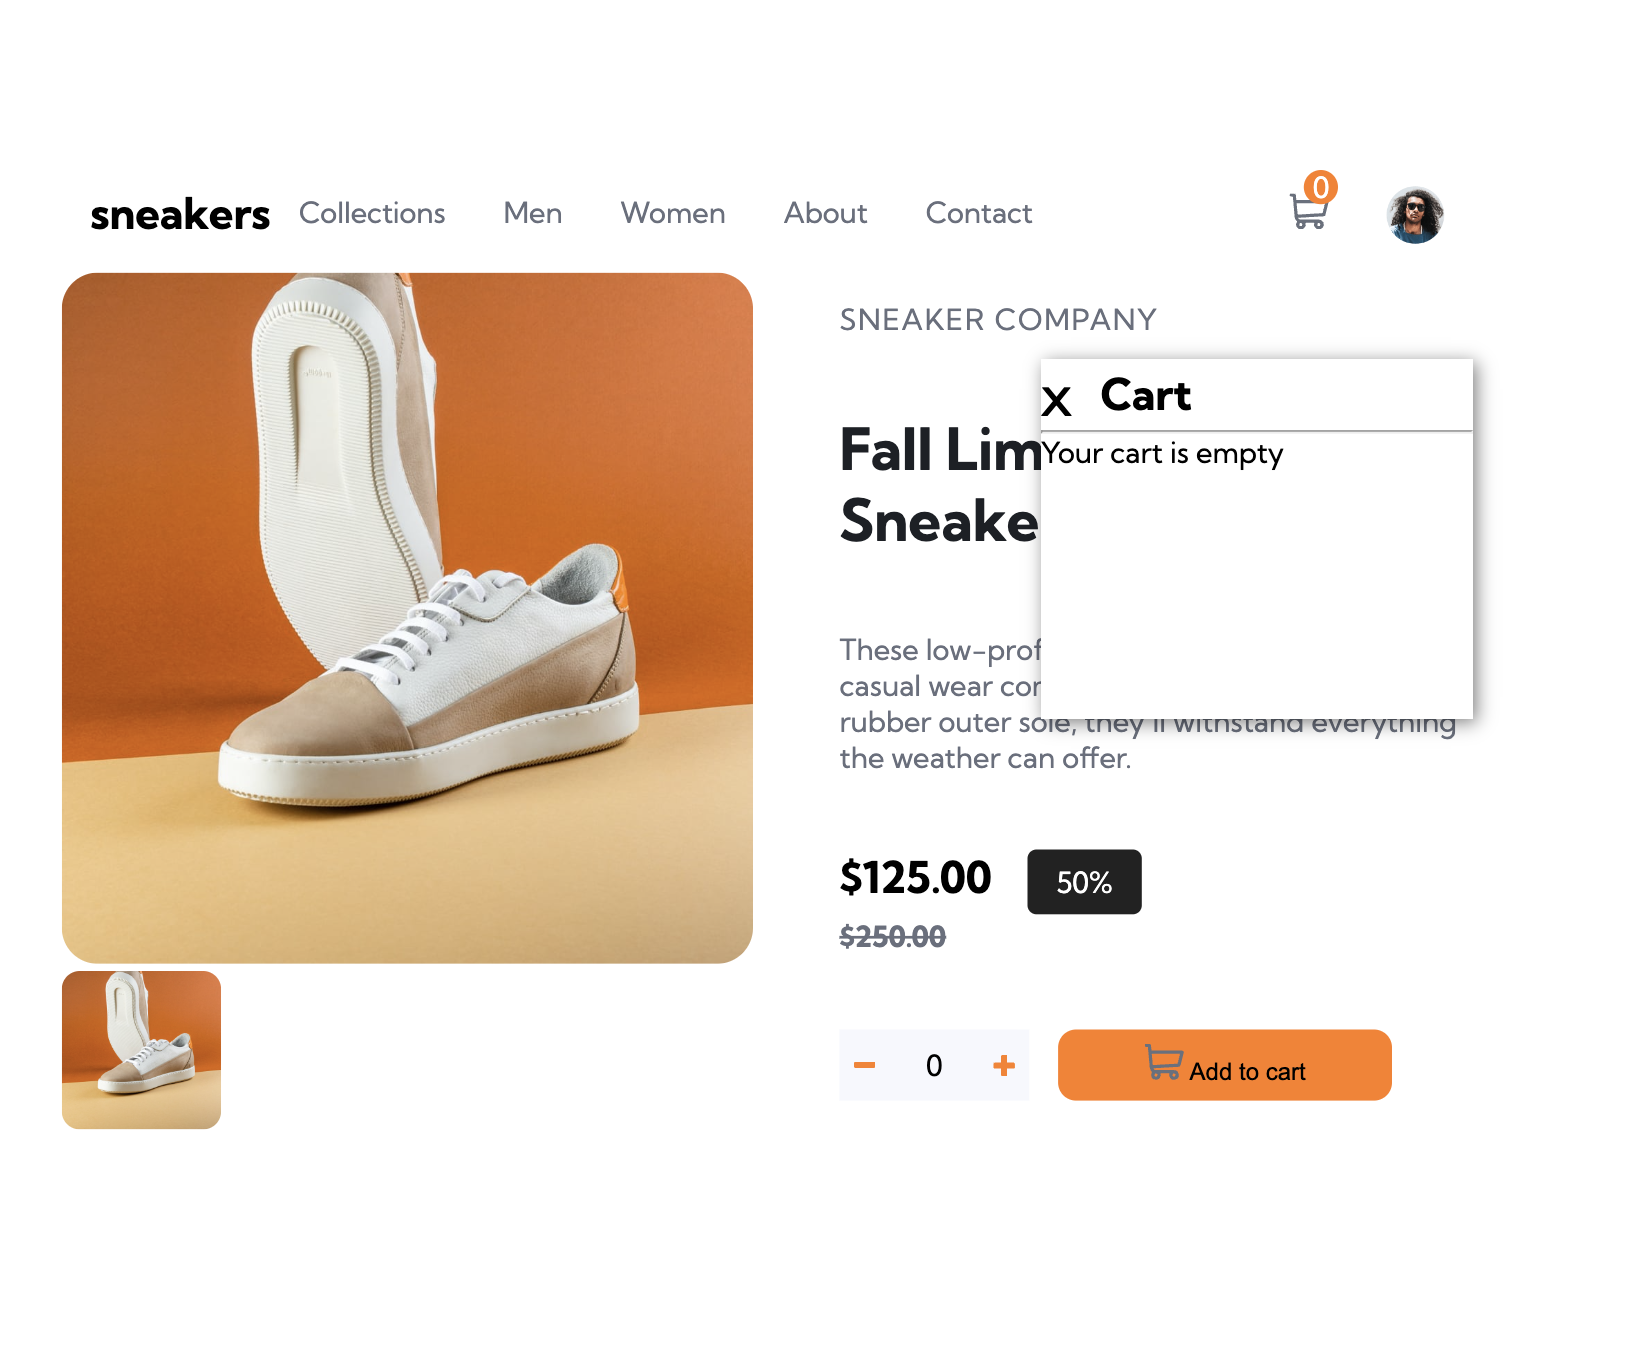 sneakers Collections Men Women About Contact 0
SNEAKER COMPANY
x Cart
Your cart is empty
Fall Lim
Sneake
These low-prof
casual wear cor
rubber outer sole, they'll withstand everything
the weather can offer.
$125.00 50%
$250.00
0 Add to cart